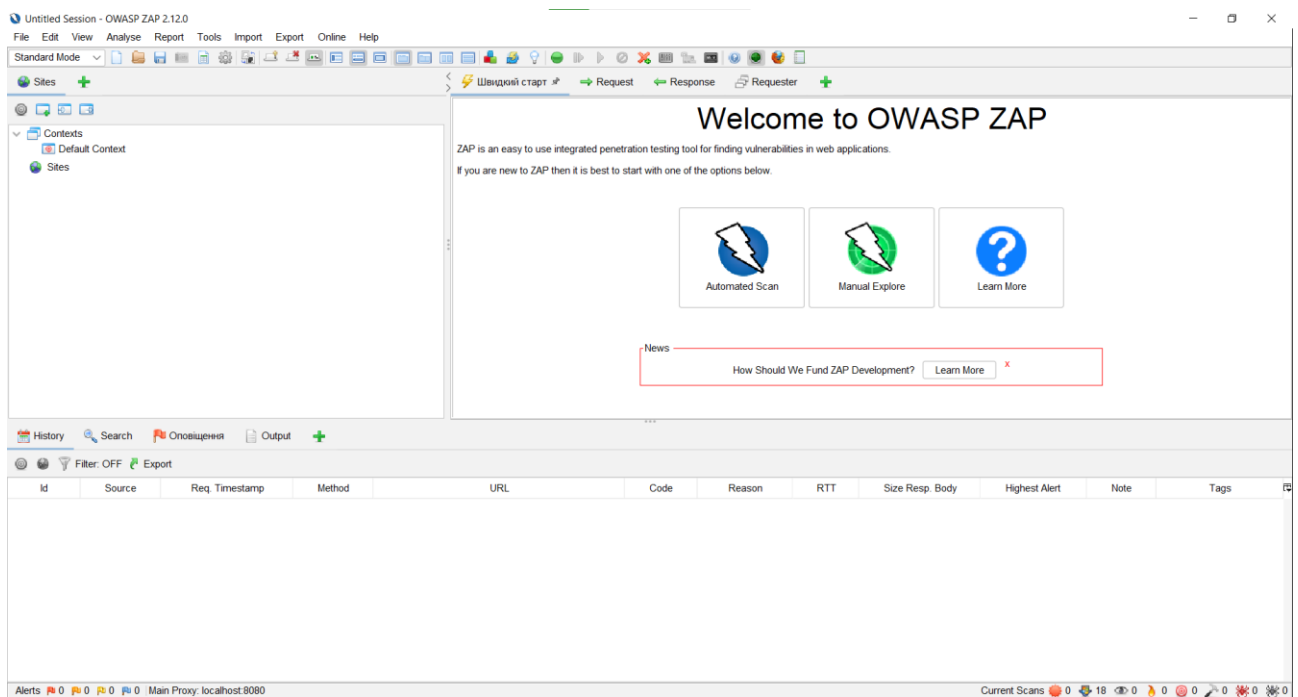 Untitled Session - OWASP ZAP 2.12.0
File Edit View Analyse Report Tools Import Export Online Help
Standard Mode
Sites
Швидкий старт Request Response Requester
Contexts
Default Context
Sites
Welcome to OWASP ZAP
ZAP is an easy to use integrated penetration testing tool for finding vulnerabilities in web applications.
If you are new to ZAP then it is best to start with one of the options below.
Automated Scan Manual Explore Learn More
News
How Should We Fund ZAP Development? Learn More x
History Search Оповіщення Output
Filter: OFF Export
Id Source Req. Timestamp Method URL Code Reason RTT Size Resp. Body Highest Alert Note Tags
Alerts 0 0 0 0 Main Proxy: localhost:8080 Current Scans 0 18 0 0 0 0 0 0